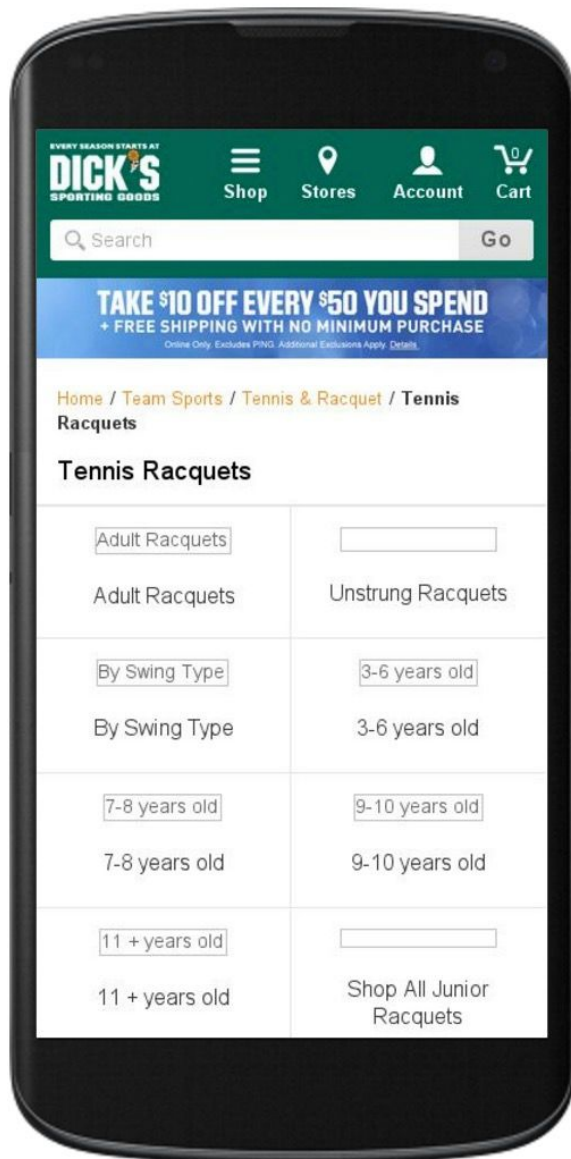 EVERY SEASON STARTS AT
DICK'S
SPORTING GOODS
Shop
Stores
Account
0
Cart
Search
Go
TAKE $10 OFF EVERY $50 YOU SPEND
+ FREE SHIPPING WITH NO MINIMUM PURCHASE
Online Only. Excludes PING. Additional Exclusions Apply. Details.
Home / Team Sports / Tennis & Racquet / Tennis
Racquets
Tennis Racquets
Adult Racquets
Adult Racquets
Unstrung Racquets
By Swing Type
By Swing Type
3-6 years old
3-6 years old
7-8 years old
7-8 years old
9-10 years old
9-10 years old
11 + years old
11 + years old
Shop All Junior
Racquets